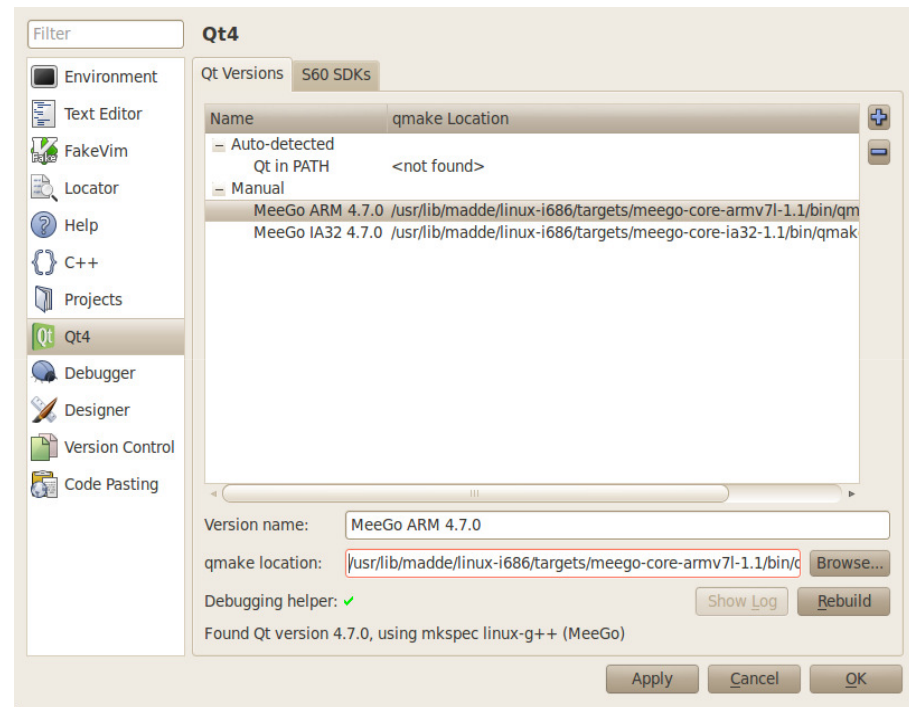 Filter
Environment
Text Editor
FakeVim
Locator
Help
C++
Projects
Qt4
Debugger
Designer
Version Control
Code Pasting
Qt4
Qt Versions S60 SDKs
Name qmake Location
Auto-detected
Qt in PATH <not found>
Manual
MeeGo ARM 4.7.0 /usr/lib/madde/linux-i686/targets/meego-core-armv7l-1.1/bin/qm
MeeGo IA32 4.7.0 /usr/lib/madde/linux-i686/targets/meego-core-ia32-1.1/bin/qmak
Version name: MeeGo ARM 4.7.0
qmake location: /usr/lib/madde/linux-i686/targets/meego-core-armv7l-1.1/bin/q Browse...
Debugging helper: Show Log Rebuild
Found Qt version 4.7.0, using mkspec linux-g++ (MeeGo)
Apply Cancel OK